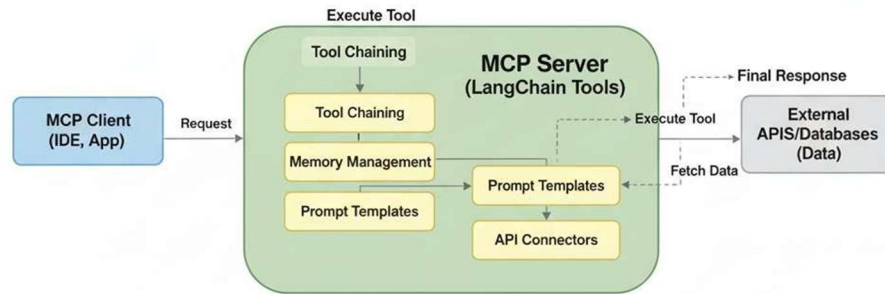 Execute Tool
Tool Chaining
MCP Server
(LangChain Tools)
Final Response
MCP Client
(IDE, App)
Request
Tool Chaining
Execute Tool
External
APIS/Databases
(Data)
Memory Management
Fetch Data
Prompt Templates
Prompt Templates
API Connectors